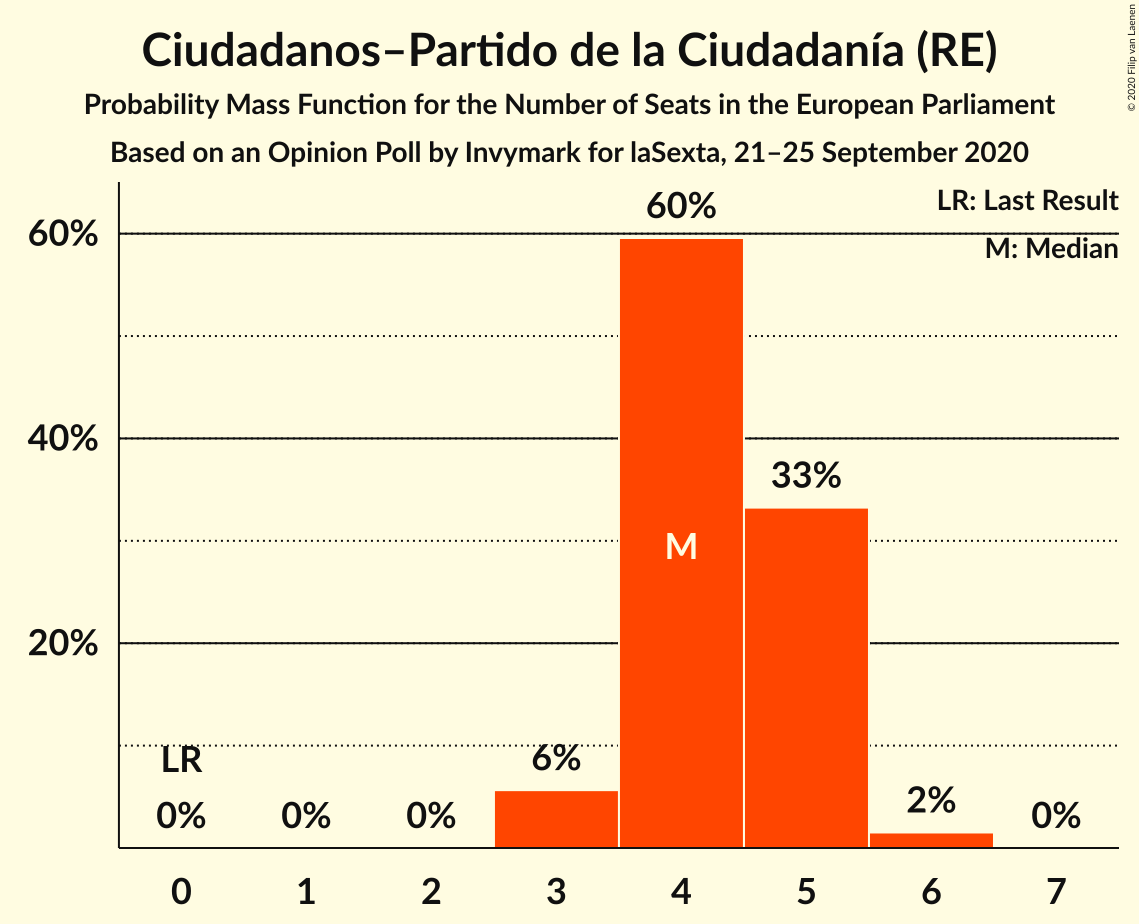 © 2020 Filip van Laenen
Ciudadanos–Partido de la Ciudadanía (RE)
Probability Mass Function for the Number of Seats in the European Parliament
Based on an Opinion Poll by Invymark for laSexta, 21–25 September 2020
LR: Last Result
M: Median
60%
40%
20%
LR
0%
0%
0%
6%
60%
M
33%
2%
0%
0 1 2 3 4 5 6 7